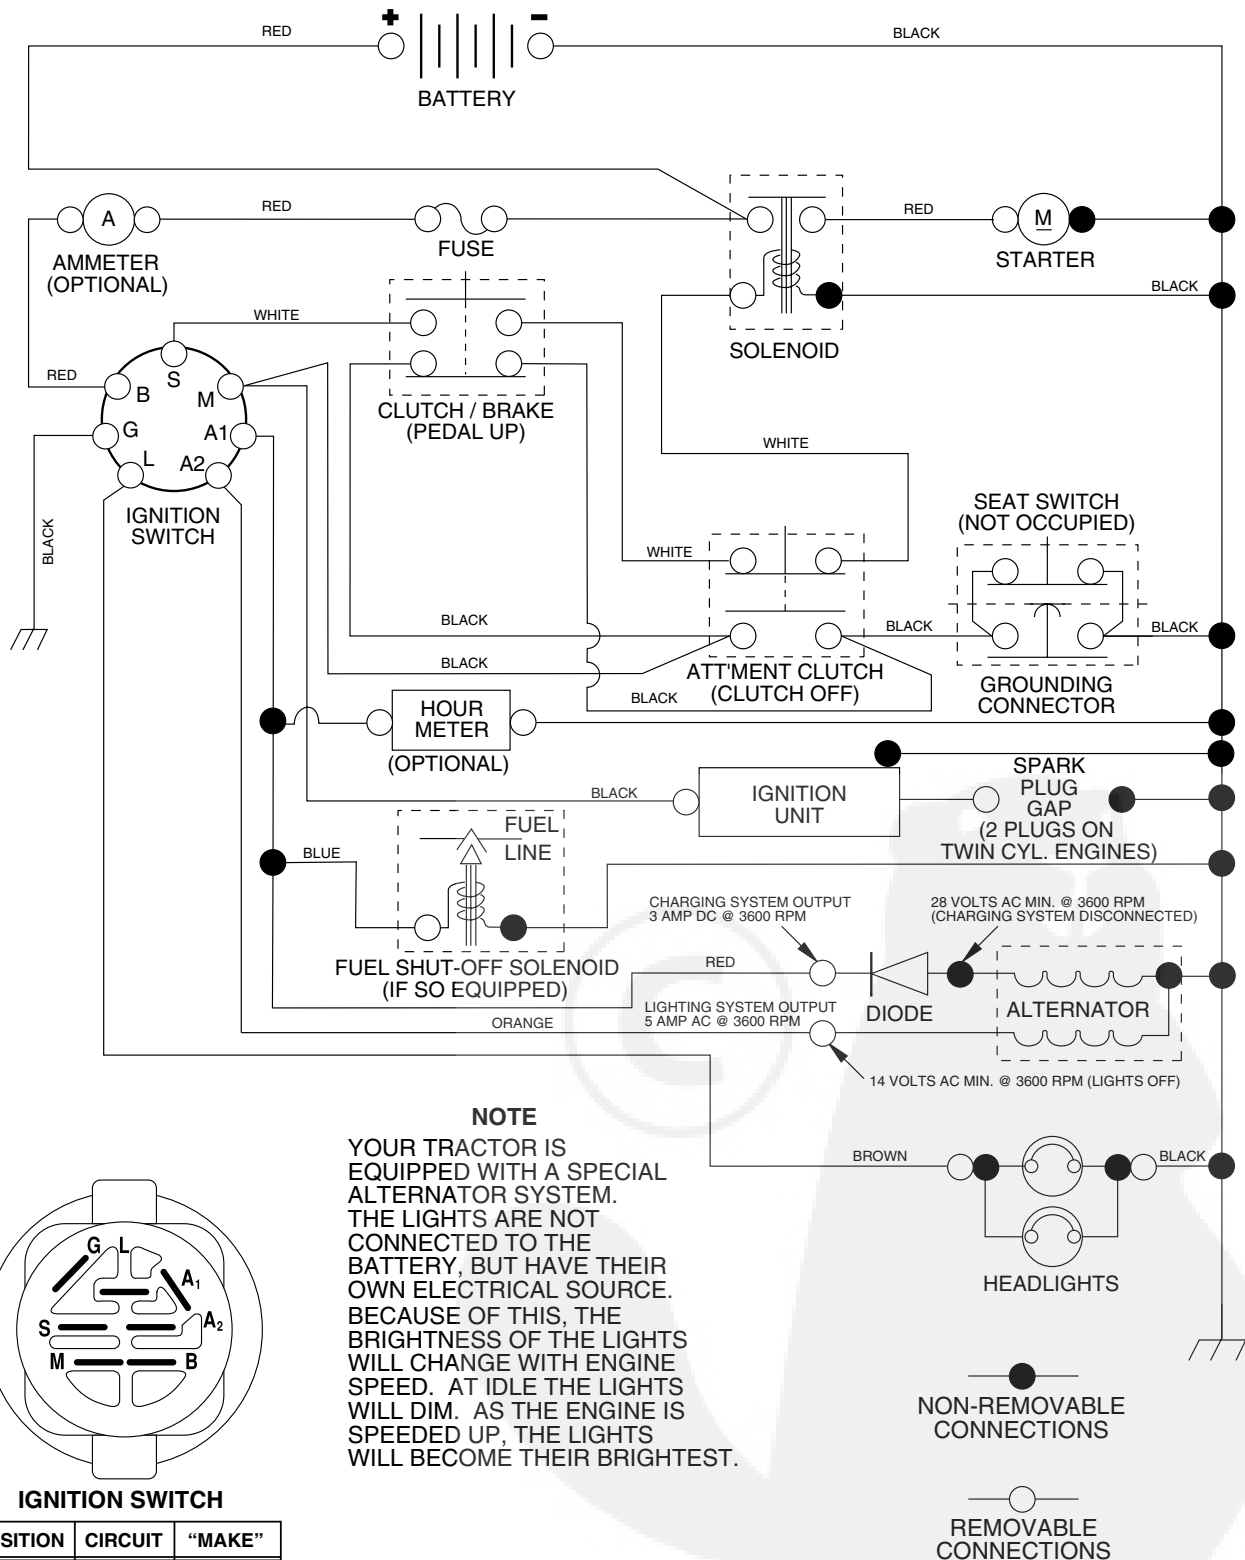 RED
+
-
BLACK
BATTERY
A
RED
FUSE
RED
M
STARTER
AMMETER
(OPTIONAL)
BLACK
WHITE
SOLENOID
RED
S
B
M
G
A1
L
A2
CLUTCH / BRAKE
(PEDAL UP)
WHITE
IGNITION
SWITCH
BLACK
SEAT SWITCH
(NOT OCCUPIED)
WHITE
BLACK
BLACK
BLACK
BLACK
ATT'MENT CLUTCH
(CLUTCH OFF)
BLACK
GROUNDING
CONNECTOR
HOUR
METER
(OPTIONAL)
BLACK
IGNITION
UNIT
SPARK
PLUG
GAP
(2 PLUGS ON
TWIN CYL. ENGINES)
FUEL
LINE
BLUE
CHARGING SYSTEM OUTPUT
3 AMP DC @ 3600 RPM
28 VOLTS AC MIN. @ 3600 RPM
(CHARGING SYSTEM DISCONNECTED)
FUEL SHUT-OFF SOLENOID
(IF SO EQUIPPED)
RED
DIODE
ALTERNATOR
LIGHTING SYSTEM OUTPUT
5 AMP AC @ 3600 RPM
ORANGE
14 VOLTS AC MIN. @ 3600 RPM (LIGHTS OFF)
©
NOTE
YOUR TRACTOR IS
EQUIPPED WITH A SPECIAL
ALTERNATOR SYSTEM.
THE LIGHTS ARE NOT
CONNECTED TO THE
BATTERY, BUT HAVE THEIR
OWN ELECTRICAL SOURCE.
BECAUSE OF THIS, THE
BRIGHTNESS OF THE LIGHTS
WILL CHANGE WITH ENGINE
SPEED. AT IDLE THE LIGHTS
WILL DIM. AS THE ENGINE IS
SPEEDED UP, THE LIGHTS
WILL BECOME THEIR BRIGHTEST.
BROWN
BLACK
HEADLIGHTS
G L
A1
A2
S
M
B
IGNITION SWITCH
NON-REMOVABLE
CONNECTIONS
REMOVABLE
CONNECTIONS
SITION CIRCUIT “MAKE”